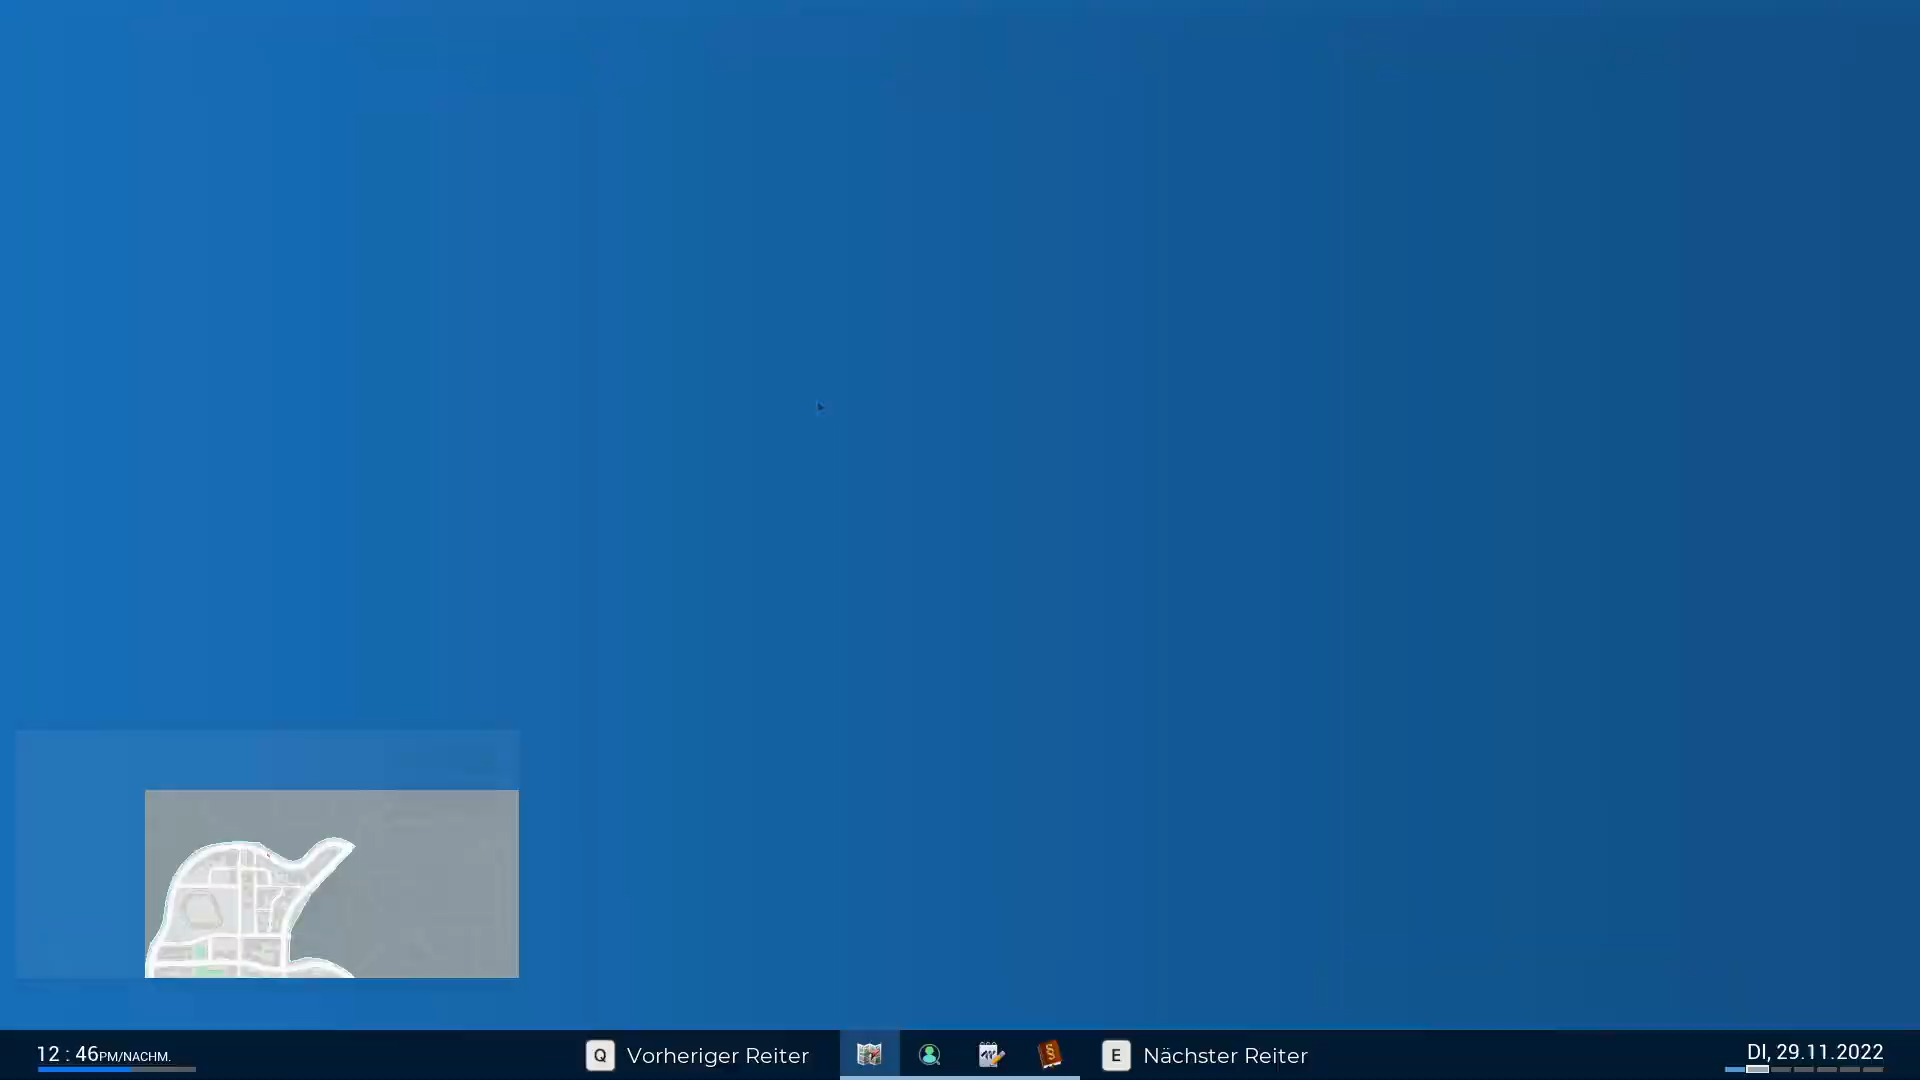 12 : 46PM/NACHM.
Q Vorheriger Reiter
§
E Nächster Reiter
DI, 29.11.2022